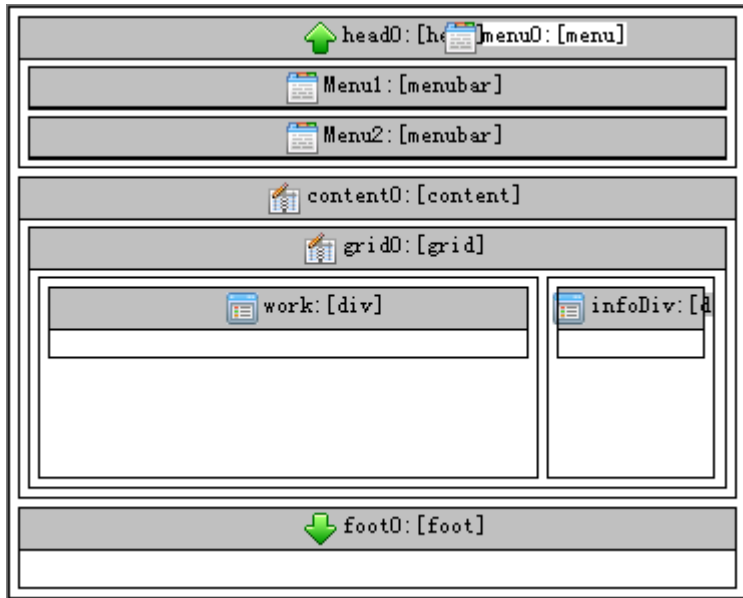 head0:[he menu0:[menu]
Menu1:[menubar]
Menu2:[menubar]
content0:[content]
grid0:[grid]
work:[div] infoDiv:[d
foot0:[foot]